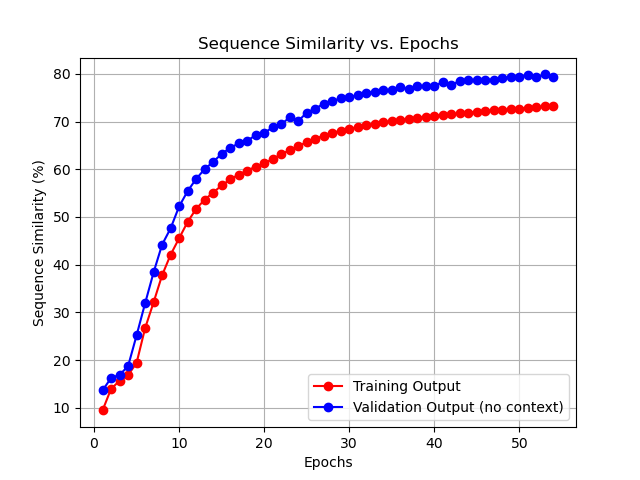 Sequence Similarity vs. Epochs
Sequence Similarity (%)
80
70
60
50
40
30
20
10
0
10
20
30
40
50
Epochs
Training Output
Validation Output (no context)